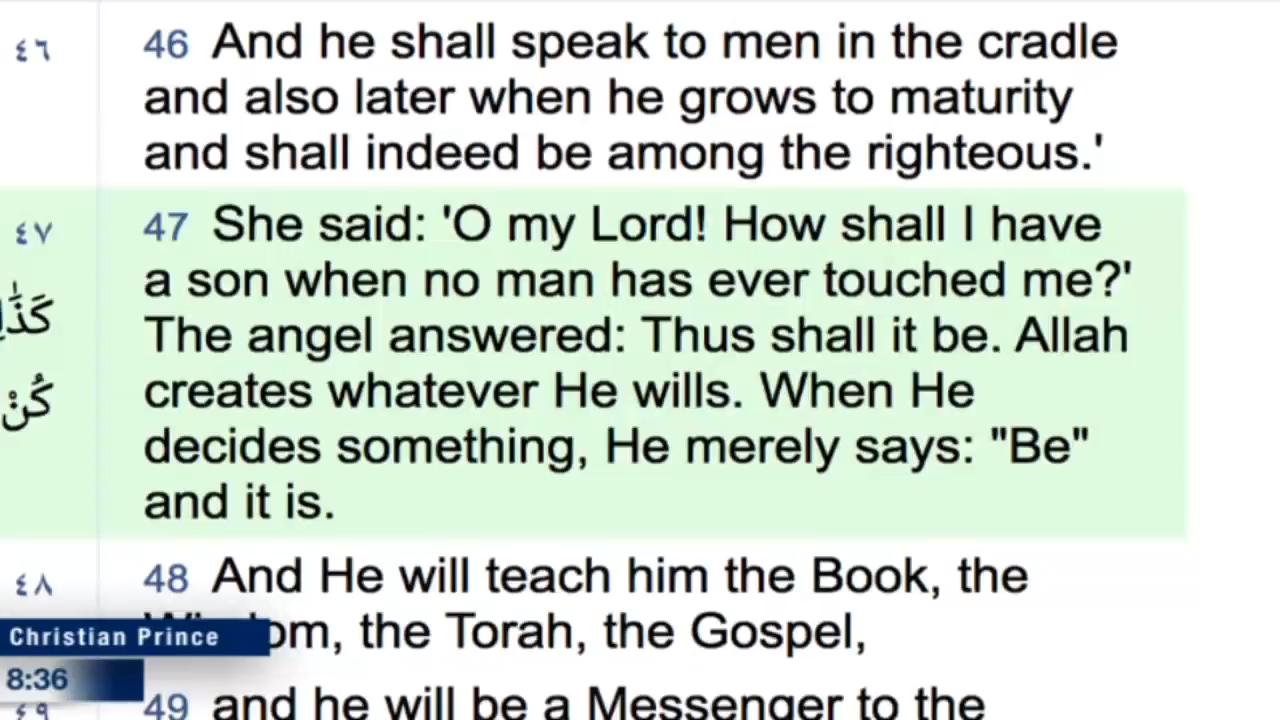 ٤٦
46 And he shall speak to men in the cradle
and also later when he grows to maturity
and shall indeed be among the righteous.'
٤٧
47 She said: 'O my Lord! How shall I have
a son when no man has ever touched me?'
The angel answered: Thus shall it be. Allah
creates whatever He wills. When He
decides something, He merely says: "Be"
and it is.
كُنْ
٤٨
48 And He will teach him the Book, the
the Torah, the Gospel,
٤٩
49 and he will be a Messenger to the
Christian Prince
8:36